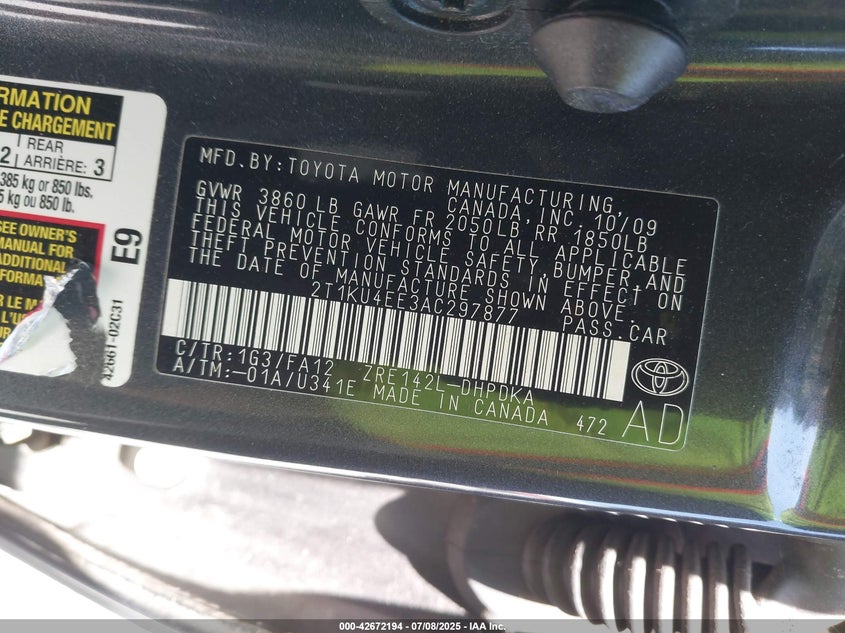 RMATION
E CHARGEMENT
2 REAR
ARRIÈRE: 3
385 kg or 850 lbs.
5 kg ou 850 lb.
SEE OWNER'S
MANUAL FOR
ADDITIONAL
INFORMA
R LE M
L'U
E9
42661-02C31
MFD.BY:TOYOTA MOTOR MANUFACTURING,
CANADA,INC. 10/09
GVWR 3860 LB GAWR FR 2050LB,RR 1850LB
THIS VEHICLE CONFORMS TO ALL APPLICABLE
FEDERAL MOTOR VEHICLE SAFETY,BUMPER,AND
THEFT PREVENTION STANDARDS IN EFFECT ON
THE DATE OF MANUFACTURE SHOWN ABOVE.
2T1KU4EE3AC297877 PASS.CAR
C/TR:1G3/FA12 ZRE142L-DHPDKA
A/TM:-01A/U341E MADE IN CANADA 472 AD
000-42672194 - 07/08/2025 - IAA Inc.